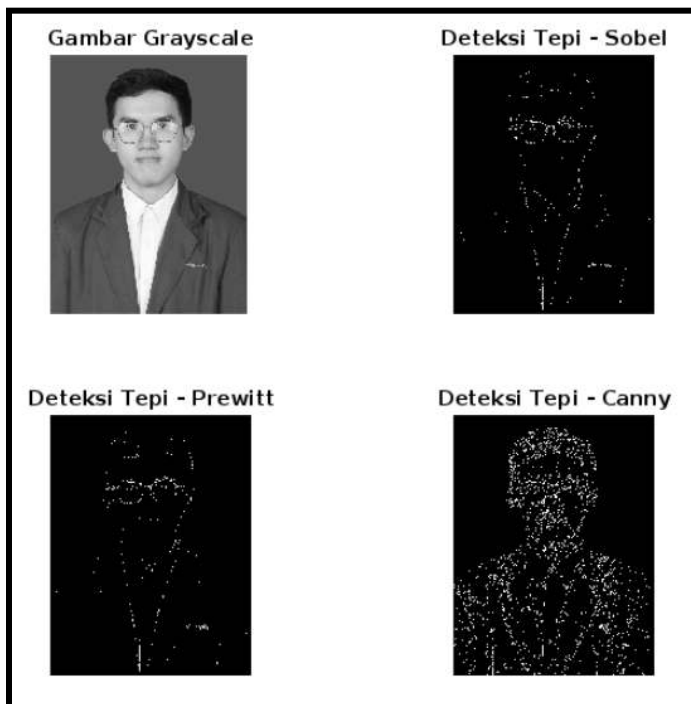 Gambar Grayscale
Deteksi Tepi - Sobel
Deteksi Tepi - Prewitt
Deteksi Tepi - Canny